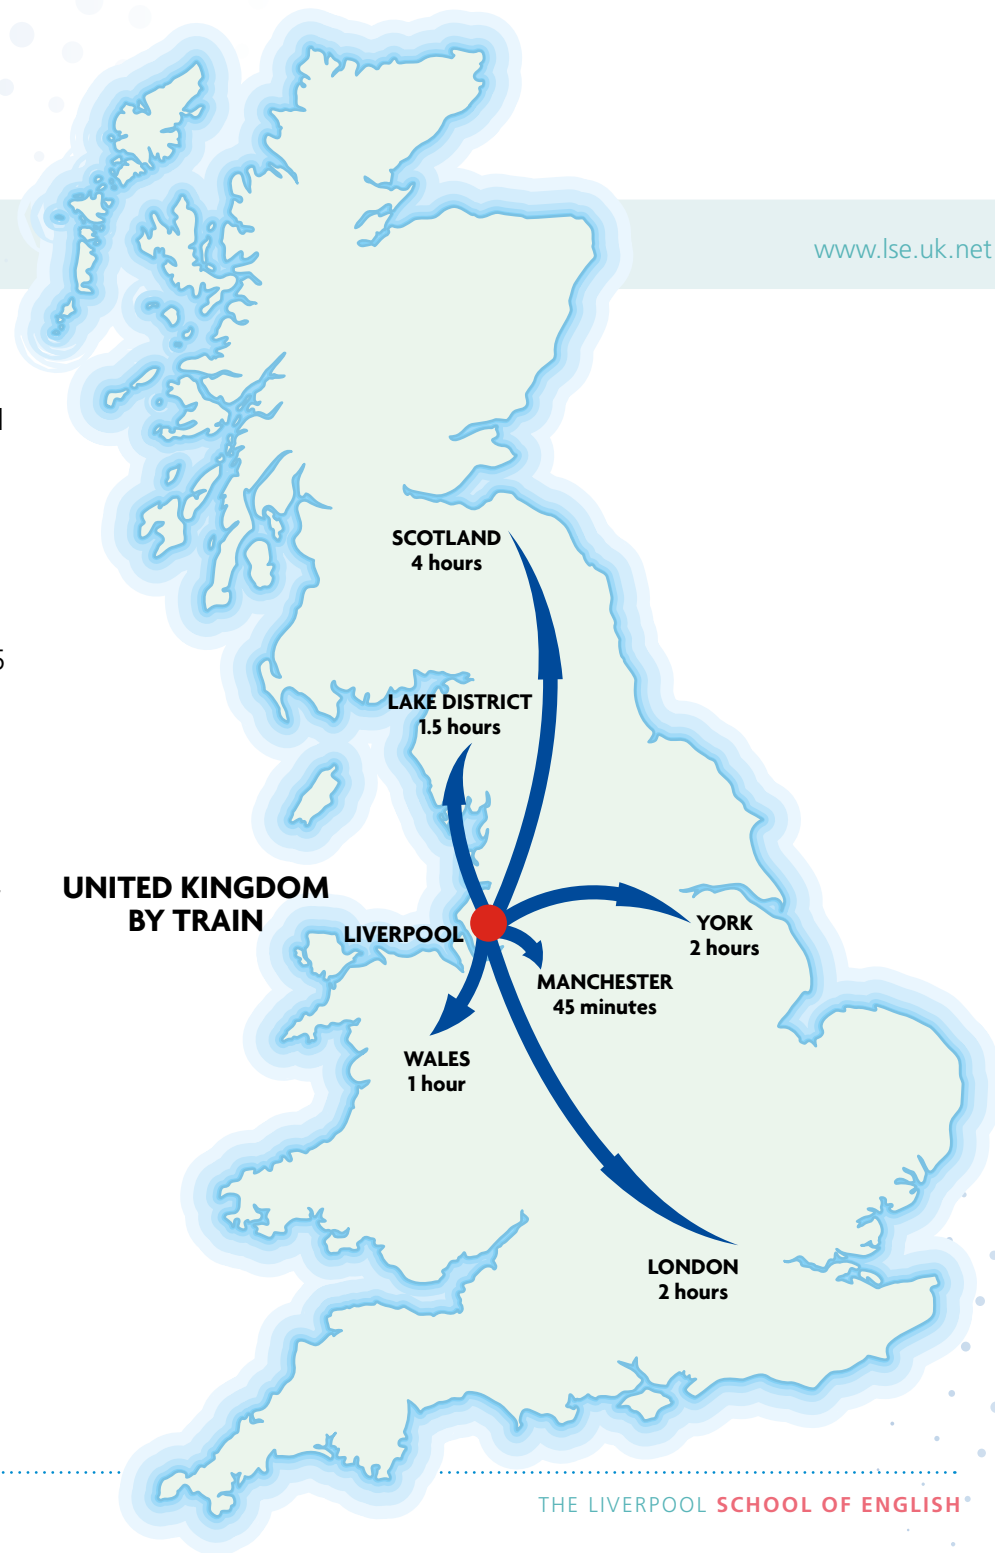 www.lse.uk.net
SCOTLAND
4 hours
LAKE DISTRICT
1.5 hours
UNITED KINGDOM
BY TRAIN
LIVERPOOL
YORK
2 hours
MANCHESTER
45 minutes
WALES
1 hour
LONDON
2 hours
THE LIVERPOOL SCHOOL OF ENGLISH